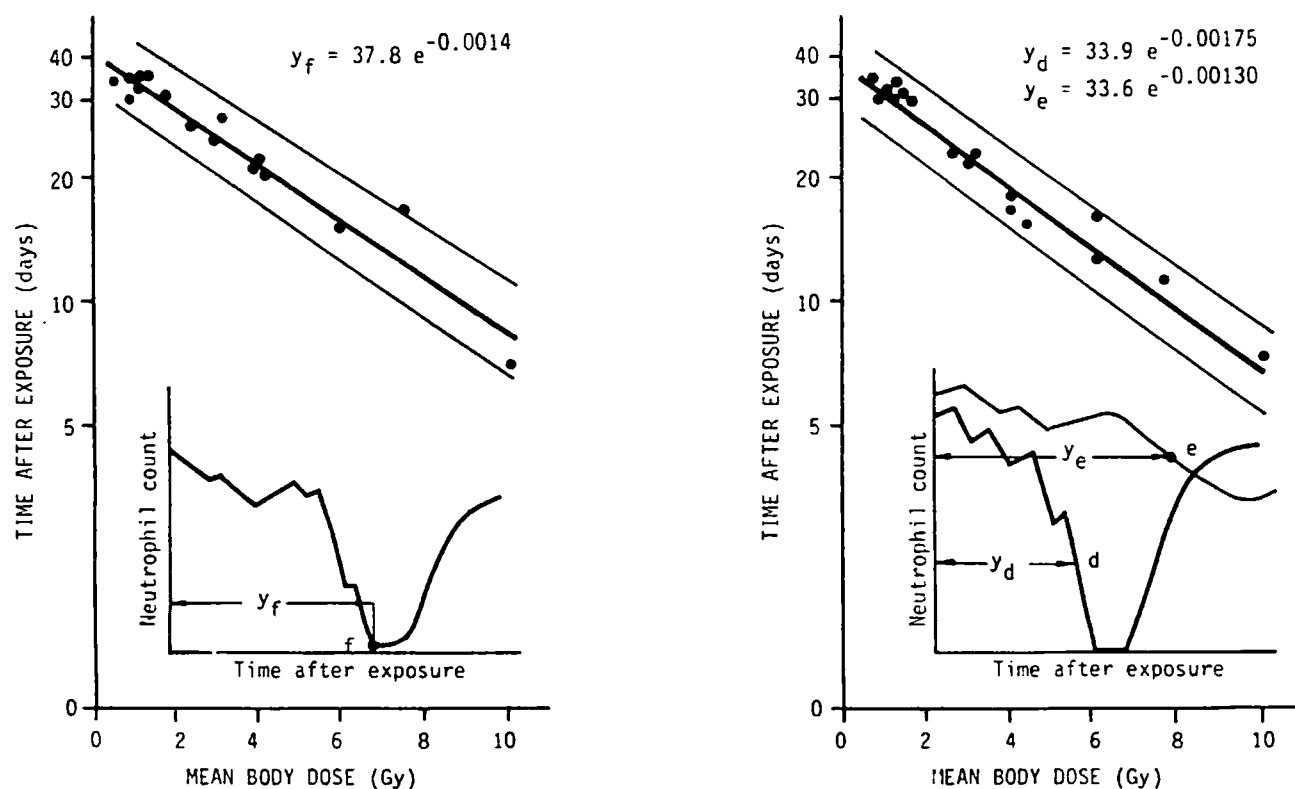 y_f = 37.8 e^-0.0014
40
30
20
10
5
0
TIME AFTER EXPOSURE (days)
Neutrophil count
y_f
f
Time after exposure
0 2 4 6 8 10
MEAN BODY DOSE (Gy)
y_d = 33.9 e^-0.00175
y_e = 33.6 e^-0.00130
40
30
20
10
5
0
TIME AFTER EXPOSURE (days)
Neutrophil count
y_e
e
y_d
d
Time after exposure
0 2 4 6 8 10
MEAN BODY DOSE (Gy)